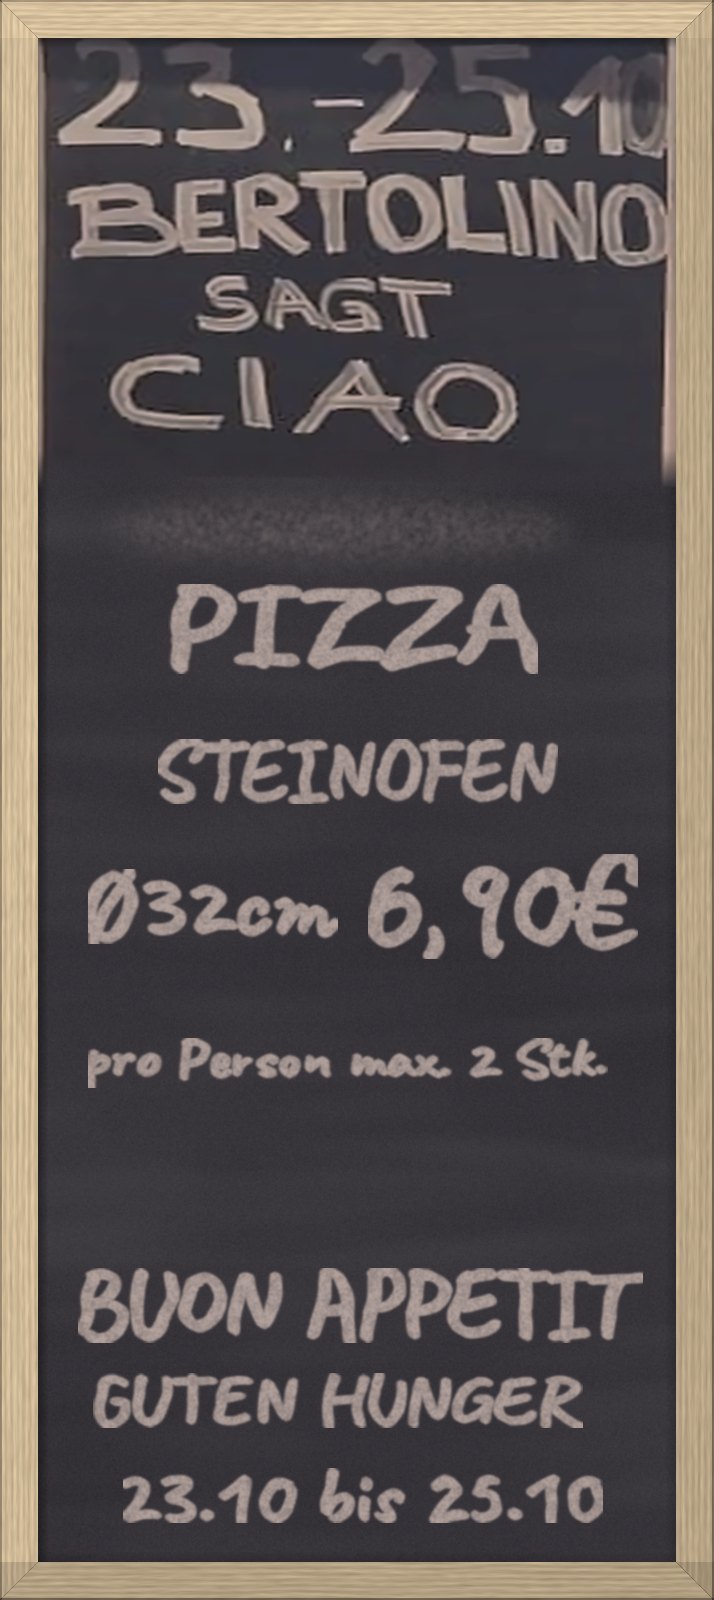 23.-25.10
BERTOLINO
SAGT
CIAO
PIZZA
STEINOFEN
Ø32cm 6,90€
pro Person max. 2 Stk.
BUON APPETIT
GUTEN HUNGER
23.10 bis 25.10